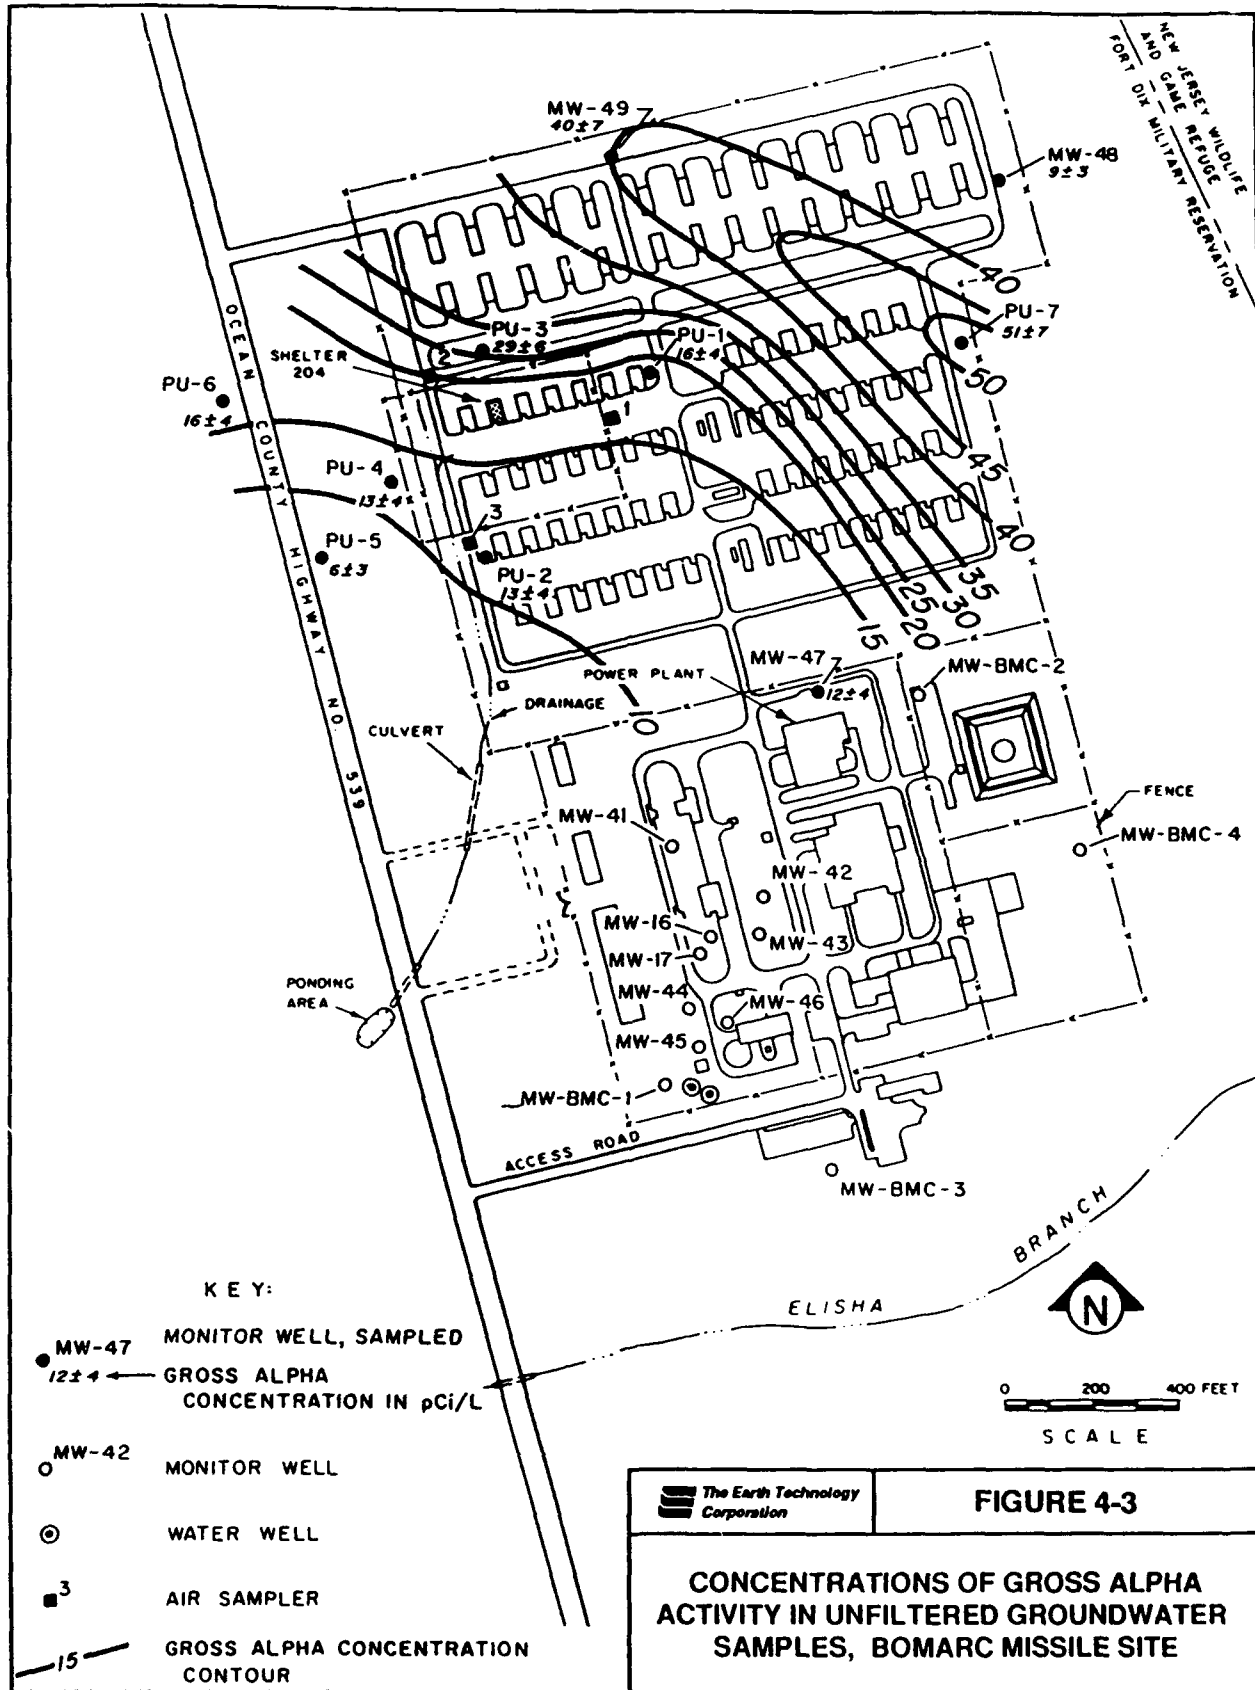 NEW JERSEY WILDLIFE
AND GAME REFUGE
FORT DIX MILITARY RESERVATION
MW-49
40±7
MW-48
9±3
40
PU-7
51±7
50
PU-3
29±6
PU-1
16±4
2
SHELTER
204
1
PU-6
16±4
OCEAN COUNTY HIGHWAY NO. 539
PU-4
13±4
45
3
40
PU-5
6±3
PU-2
13±4
35
30
25
20
15
MW-47
12±4
MW-BMC-2
POWER PLANT
DRAINAGE
CULVERT
FENCE
MW-41
MW-BMC-4
MW-42
MW-16
MW-43
MW-17
PONDING
AREA
MW-44
MW-46
MW-45
MW-BMC-1
ACCESS ROAD
MW-BMC-3
ELISHA BRANCH
N
0 200 400 FEET
SCALE
KEY:
MW-47
12±4
MONITOR WELL, SAMPLED
GROSS ALPHA
CONCENTRATION IN pCi/L
MW-42
MONITOR WELL
WATER WELL
3
AIR SAMPLER
15
GROSS ALPHA CONCENTRATION
CONTOUR
The Earth Technology
Corporation
FIGURE 4-3
CONCENTRATIONS OF GROSS ALPHA
ACTIVITY IN UNFILTERED GROUNDWATER
SAMPLES, BOMARC MISSILE SITE